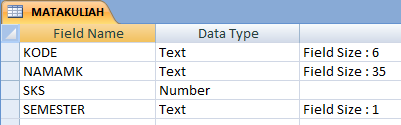 MATAKULIAH
Field Name Data Type
KODE Text Field Size : 6
NAMAMK Text Field Size : 35
SKS Number
SEMESTER Text Field Size : 1